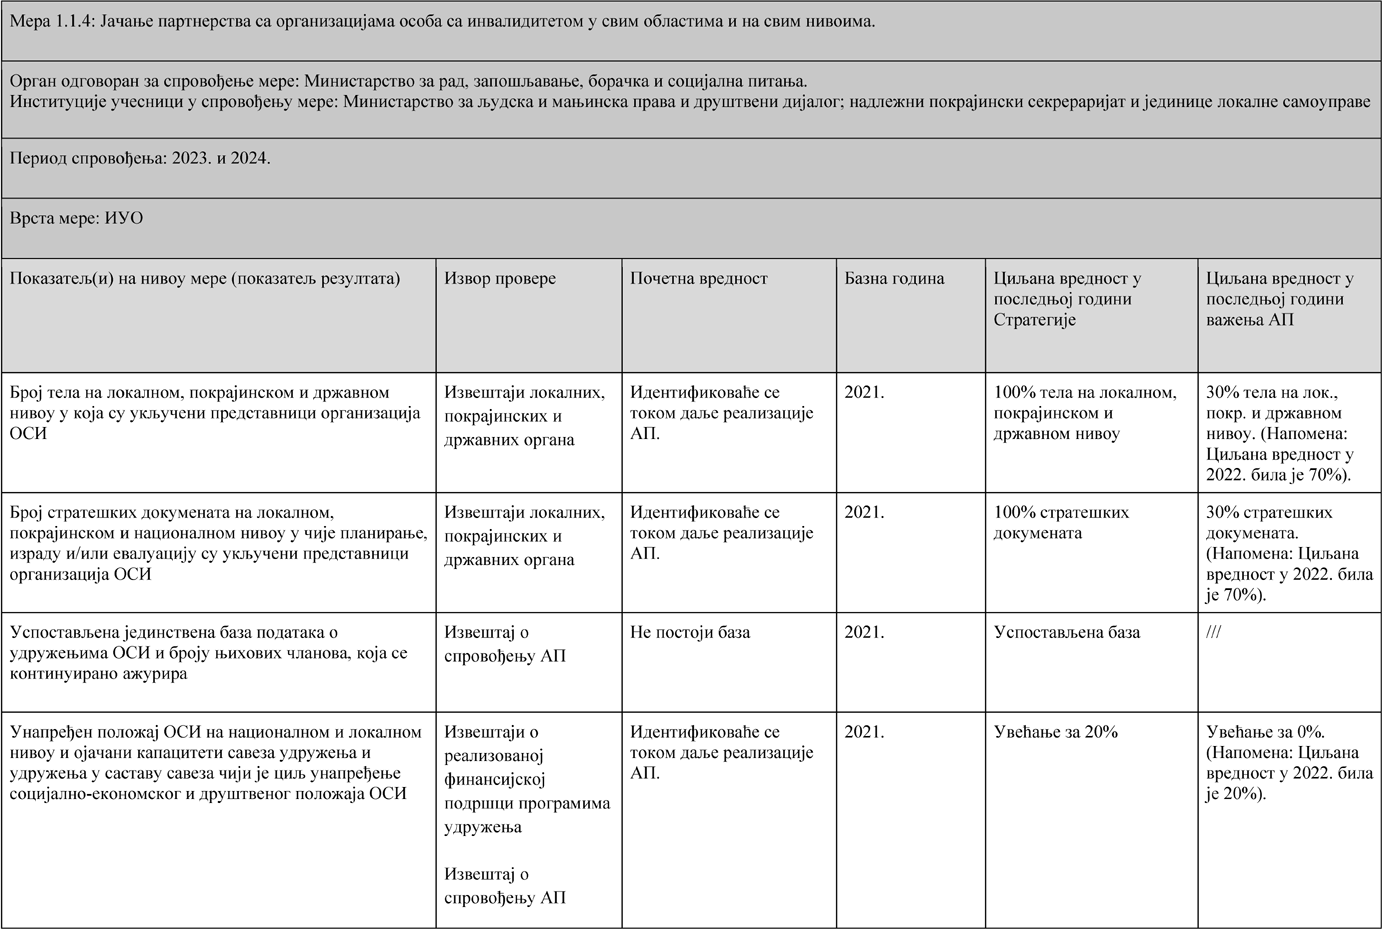 Мера 1.1.4: Јачање партнерства са организацијама особа са инвалидитетом у свим областима и на свим нивоима.
Орган одговоран за спровођење мере: Министарство за рад, запошљавање, борачка и социјална питања.
Институције учесници у спровођењу мере: Министарство за људска и мањинска права и друштвени дијалог; надлежни покрајински секрераријат и јединице локалне самоуправе
Период спровођења: 2023. и 2024.
Врста мере: ИУО
Показатељ(и) на нивоу мере (показатељ резултата)
Извор провере
Почетна вредност
Базна година
Циљана вредност у
последњој години
Стратегије
Циљана вредност у
последњој години
важења АП
Број тела на локалном, покрајинском и државном
нивоу у која су укључени представници организација
ОСИ
Извештаји локалних,
покрајинских и
државних органа
Идентификоваће се
током даље реализације
АП.
2021.
100% тела на локалном,
покрајинском и
државном нивоу
30% тела на лок.,
покр. и државном
нивоу. (Напомена:
Циљана вредност у
2022. била је 70%).
Број стратешких докумената на локалном,
покрајинском и националном нивоу у чије планирање,
израду и/или евалуацију су укључени представници
организација ОСИ
Извештаји локалних,
покрајинских и
државних органа
Идентификоваће се
током даље реализације
АП.
2021.
100% стратешких
докумената
30% стратешких
докумената.
(Напомена: Циљана
вредност у 2022. била
је 70%).
Успостављена јединствена база података о
удружењима ОСИ и броју њихових чланова, која се
континуирано ажурира
Извештај о
спровођењу АП
Не постоји база
2021.
Успостављена база
///
Унапређен положај ОСИ на националном и локалном
нивоу и ојачани капацитети савеза удружења и
удружења у саставу савеза чији је циљ унапређење
социјално-економског и друштвеног положаја ОСИ
Извештаји о
реализованој
финансијској
подршци програмима
удружења
Извештај о
спровођењу АП
Идентификоваће се
током даље реализације
АП.
2021.
Увећање за 20%
Увећање за 0%.
(Напомена: Циљана
вредност у 2022. била
је 20%).